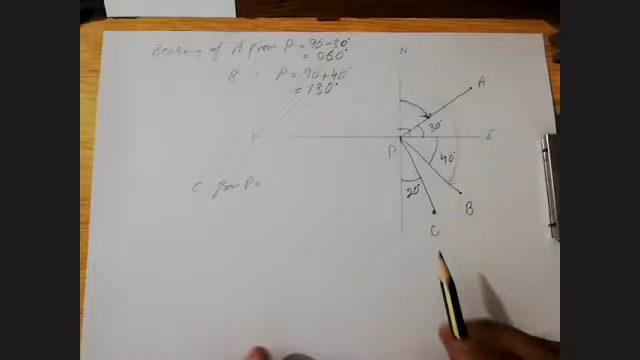 Bearing of A from P = 90-30°
= 060°
B " P = 90+40°
= 130°
C from P =
N
A
30°
P
E
40°
20°
B
C